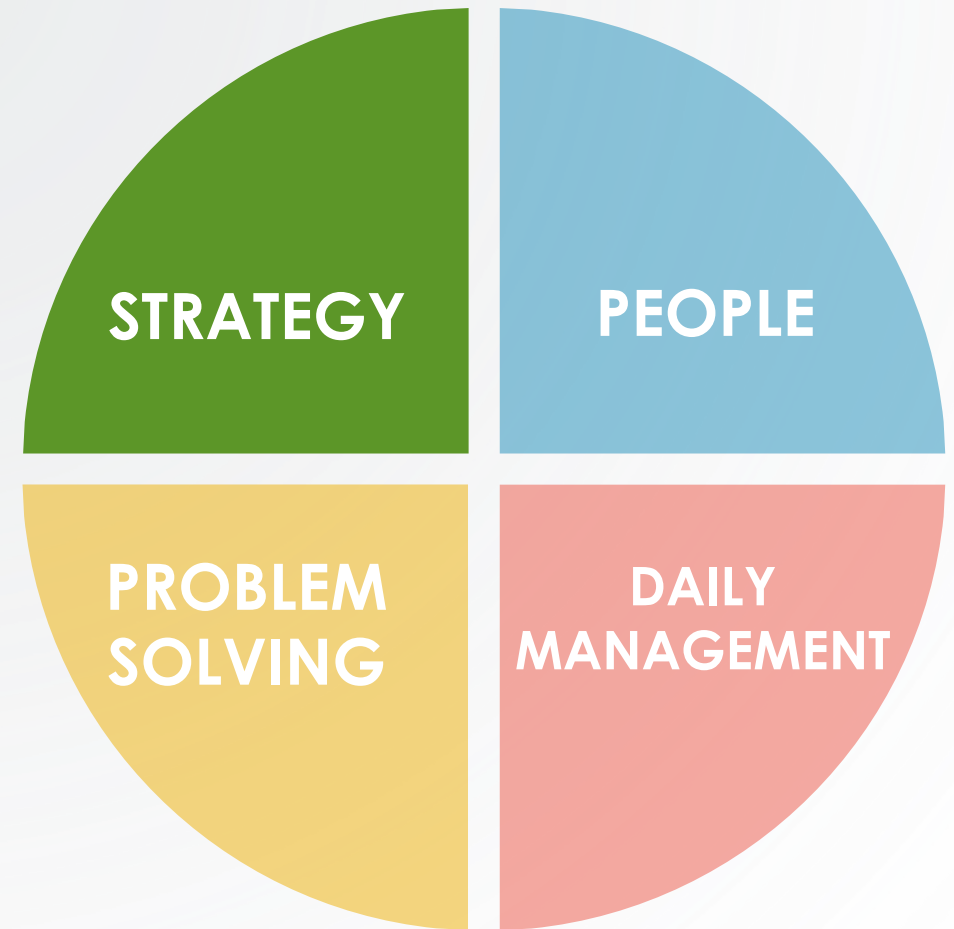 STRATEGY
PEOPLE
PROBLEM
SOLVING
DAILY
MANAGEMENT